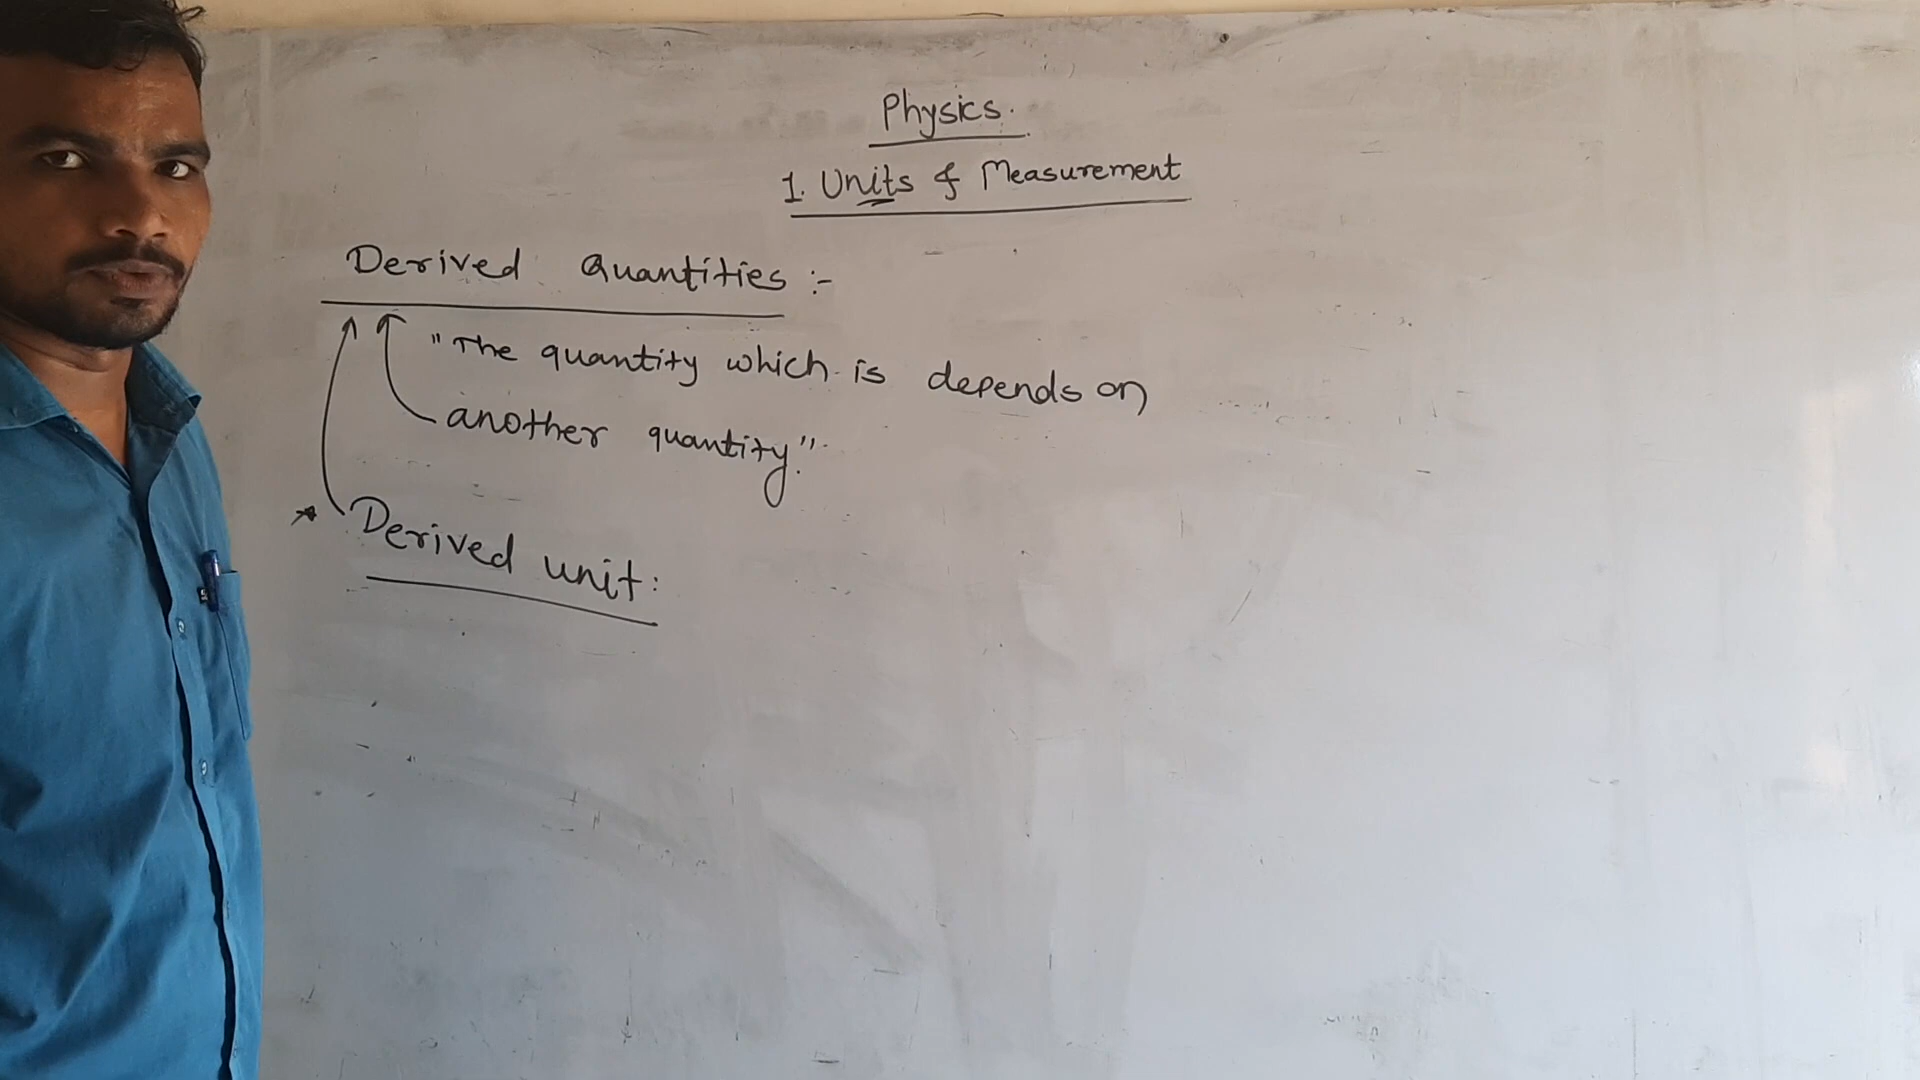 Physics.
1. Units & Measurement
Derived Quantities :-
"The quantity which is depends on
another quantity".
* Derived unit: